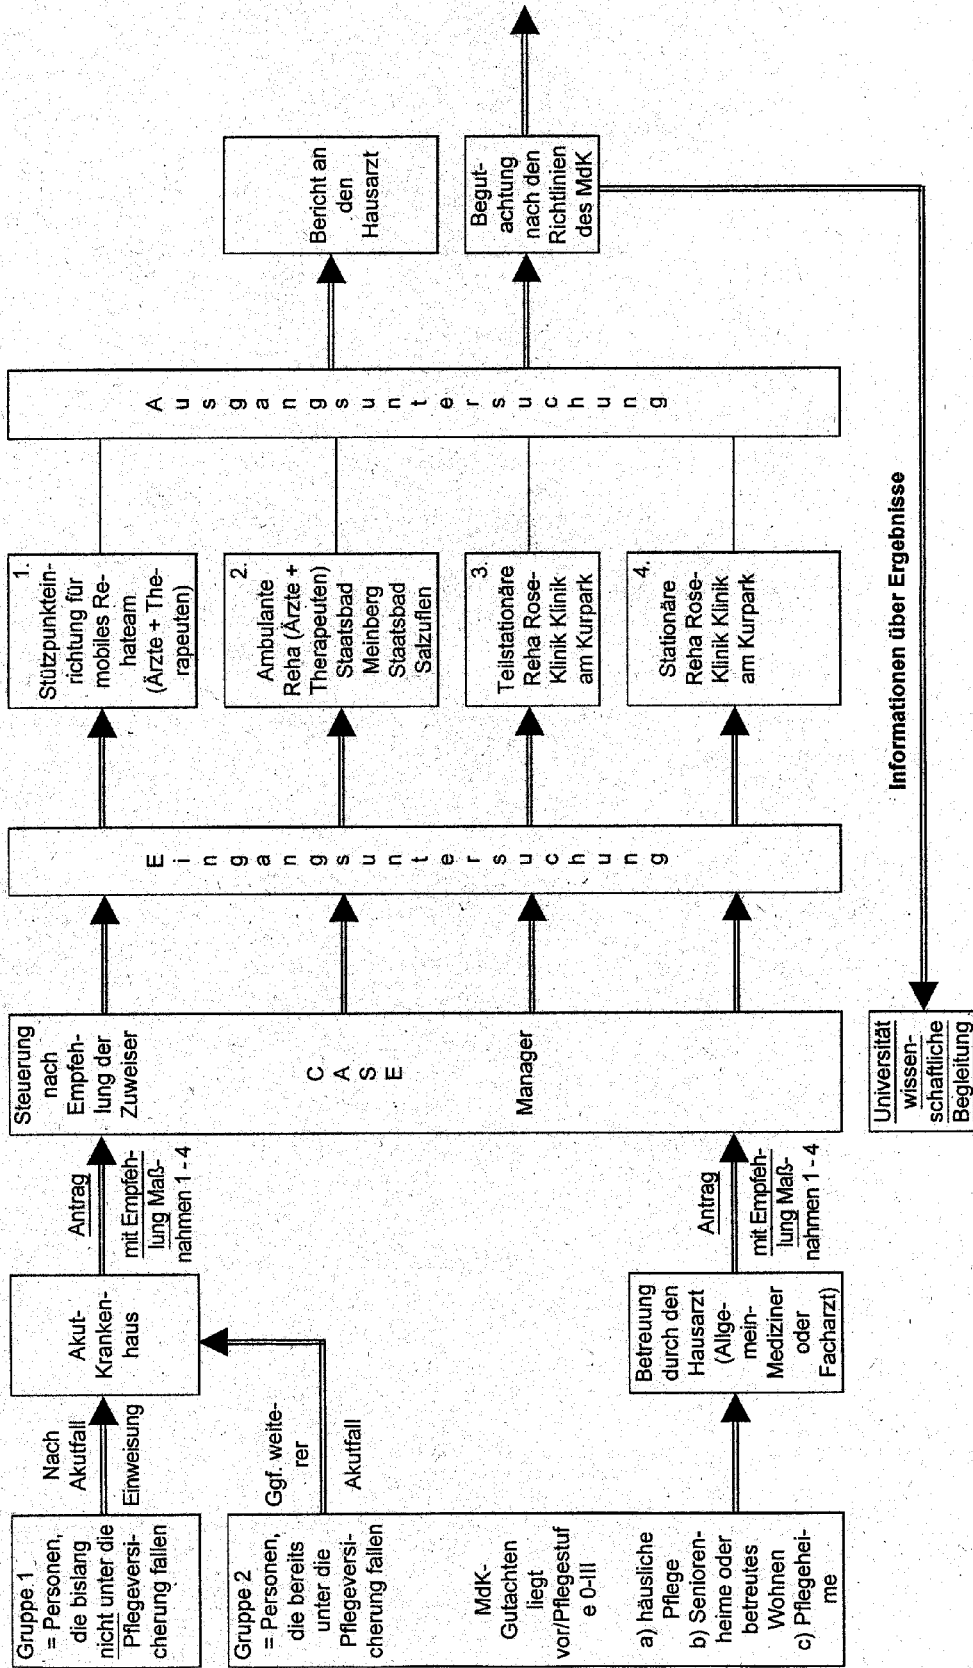 Gruppe 1
= Personen,
die bislang
nicht unter die
Pflegeversi-
cherung fallen
Nach
Akutfall
Einweisung
Akut-
Kranken-
haus
Antrag
mit Empfeh-
lung Maß-
nahmen 1 - 4
Gruppe 2
= Personen,
die bereits
unter die
Pflegeversi-
cherung fallen
MdK-
Gutachten
liegt
vor/Pflegestuf
e 0-III
a) häusliche
Pflege
b) Senioren-
heime oder
betreutes
Wohnen
c) Pflegehei-
me
Ggf. weite-
rer
Akutfall
Betreuung
durch den
Hausarzt
(Allge-
mein-
Mediziner
oder
Facharzt)
Antrag
mit Empfeh-
lung Maß-
nahmen 1 - 4
Steuerung
nach
Empfeh-
lung der
Zuweiser
C
A
S
E
Manager
E
i
n
g
a
n
g
s
u
n
t
e
r
s
u
c
h
u
n
g
1.
Stützpunktein-
richtung für
mobiles Re-
hateam
(Ärzte + The-
rapeuten)
2.
Ambulante
Reha (Ärzte +
Therapeuten)
Staatsbad
Meinberg
Staatsbad
Salzuflen
3.
Teilstationäre
Reha Rose-
Klinik Klinik
am Kurpark
4.
Stationäre
Reha Rose-
Klinik Klinik
am Kurpark
A
u
s
g
a
n
g
s
u
n
t
e
r
s
u
c
h
u
n
g
Bericht an
den
Hausarzt
Begut-
achtung
nach den
Richtlinien
des MdK
Informationen über Ergebnisse
Universität
wissen-
schaftliche
Begleitung